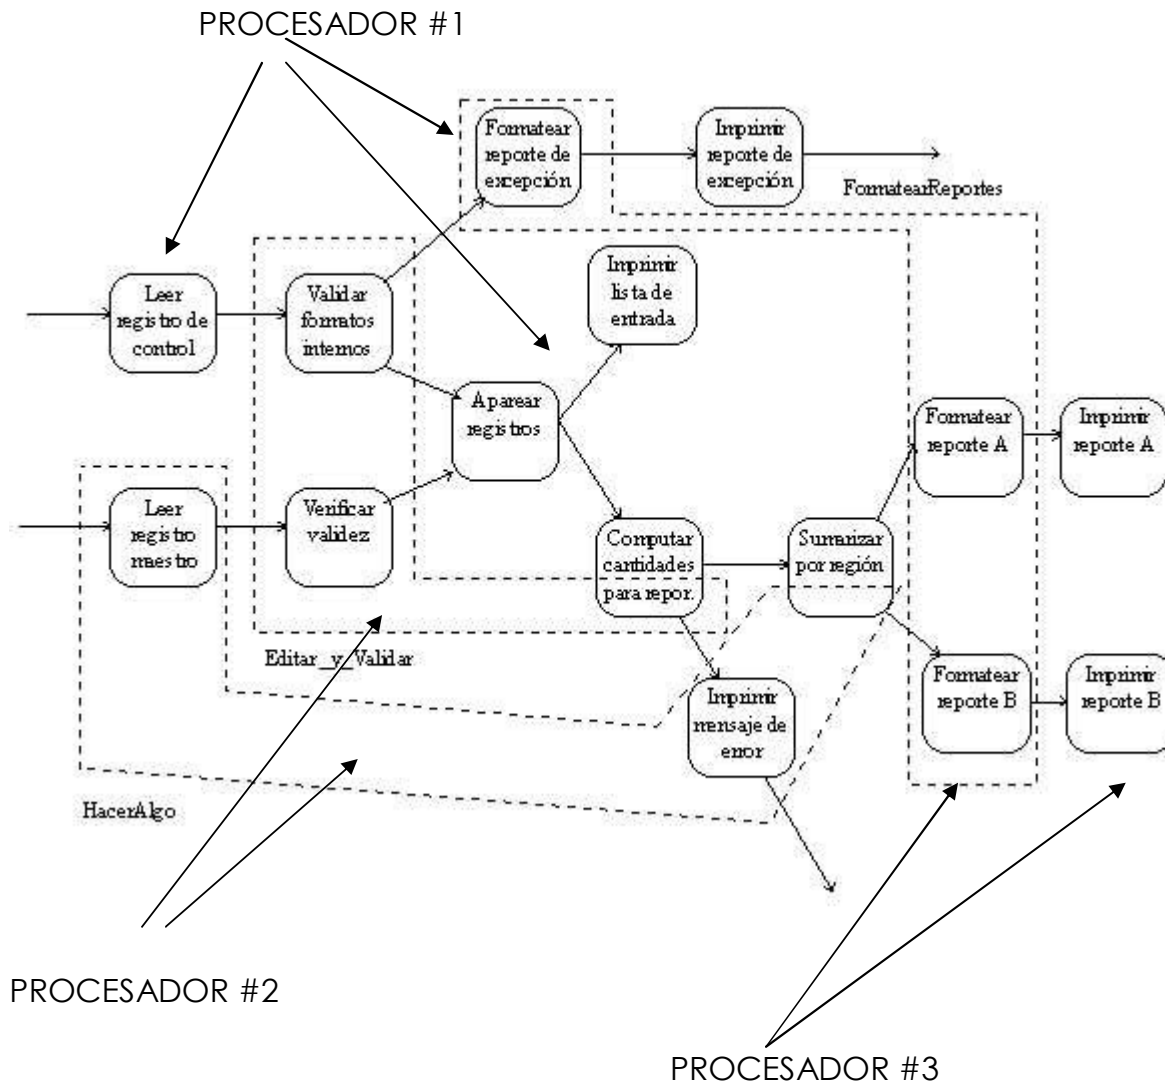 PROCESADOR #1
Formatear
reporte de
excepción
Imprimir
reporte de
excepción
FormatearReportes
Leer
registro de
control
Validar
formatos
internos
Imprimir
lista de
entrada
Aparear
registros
Formatear
reporte A
Imprimir
reporte A
Leer
registro
maestro
Verificar
validez
Computar
cantidades
para repor.
Sumarizar
por región
Editar_y_Validar
Imprimir
mensaje de
error
Formatear
reporte B
Imprimir
reporte B
HacerAlgo
PROCESADOR #2
PROCESADOR #3